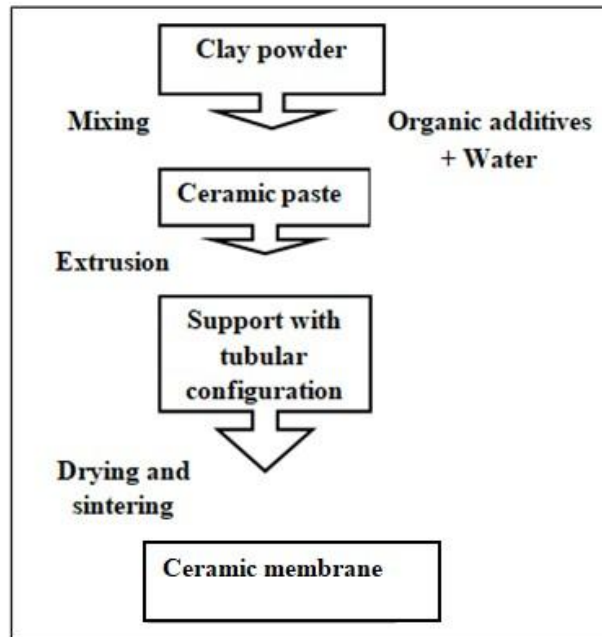 Clay powder
Mixing
Organic additives
+ Water
Ceramic paste
Extrusion
Support with
tubular
configuration
Drying and
sintering
Ceramic membrane